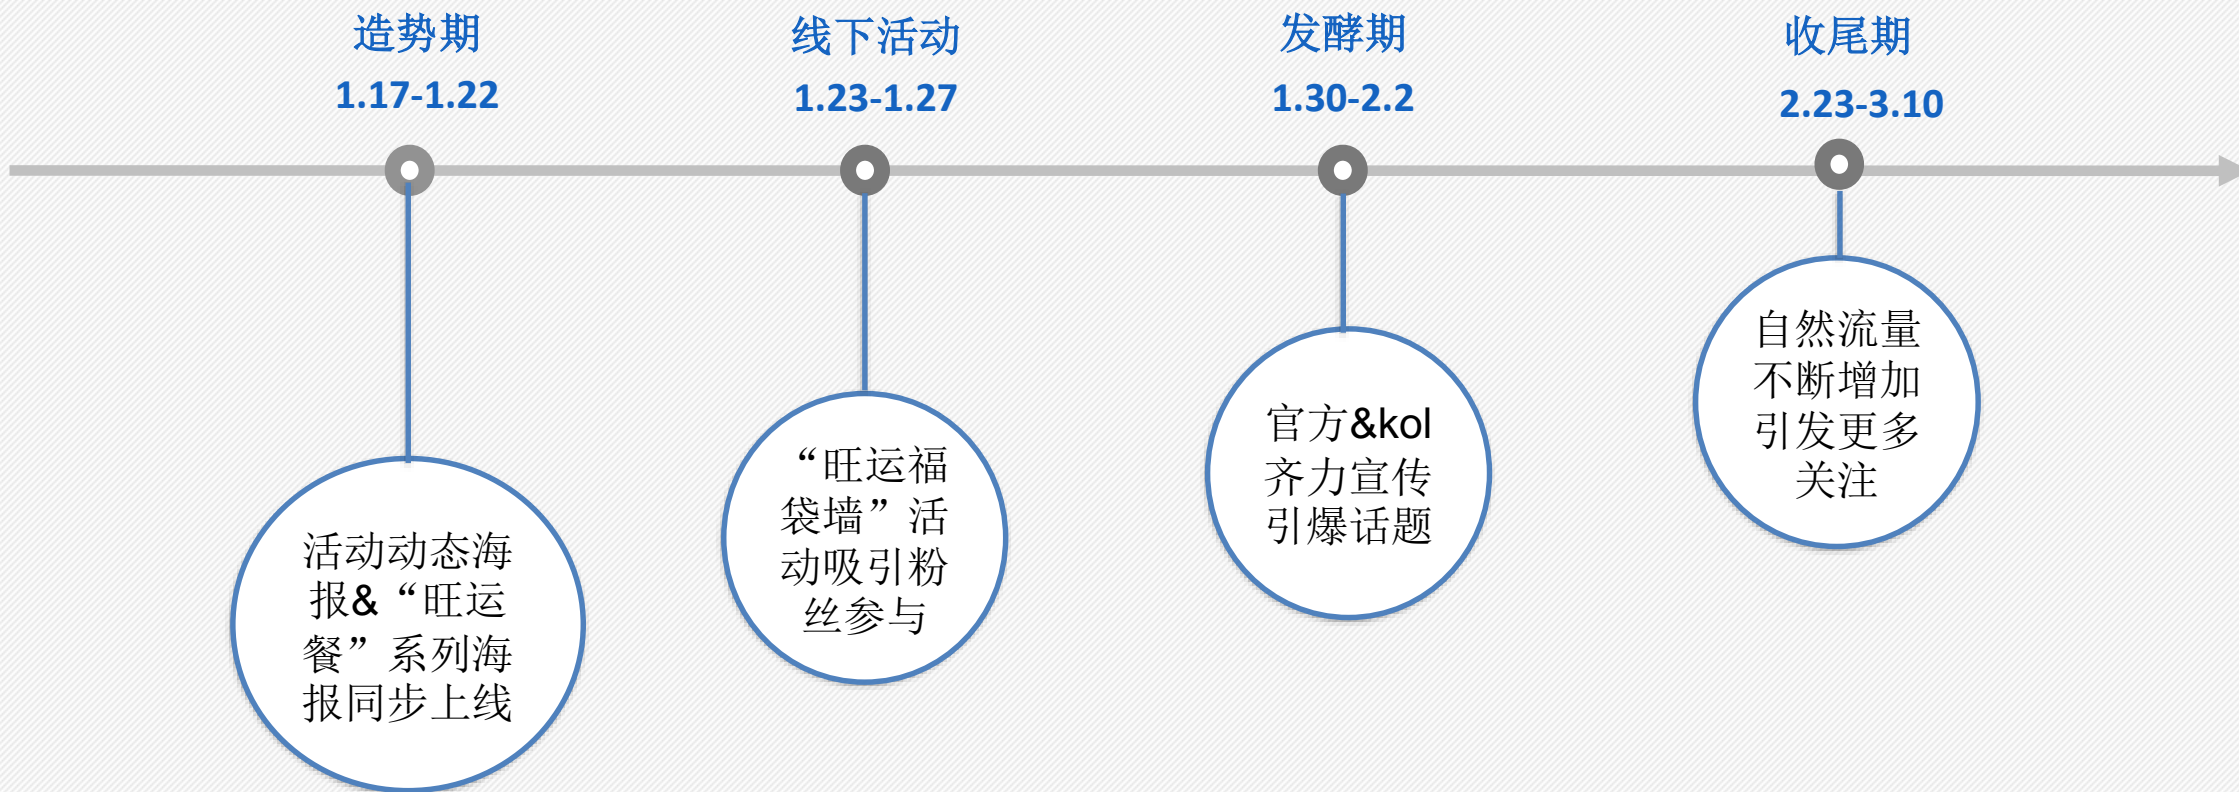 造势期
1.17-1.22
线下活动
1.23-1.27
发酵期
1.30-2.2
收尾期
2.23-3.10
活动动态海
报&“旺运
餐”系列海
报同步上线
“旺运福
袋墙”活
动吸引粉
丝参与
官方&kol
齐力宣传
引爆话题
自然流量
不断增加
引发更多
关注